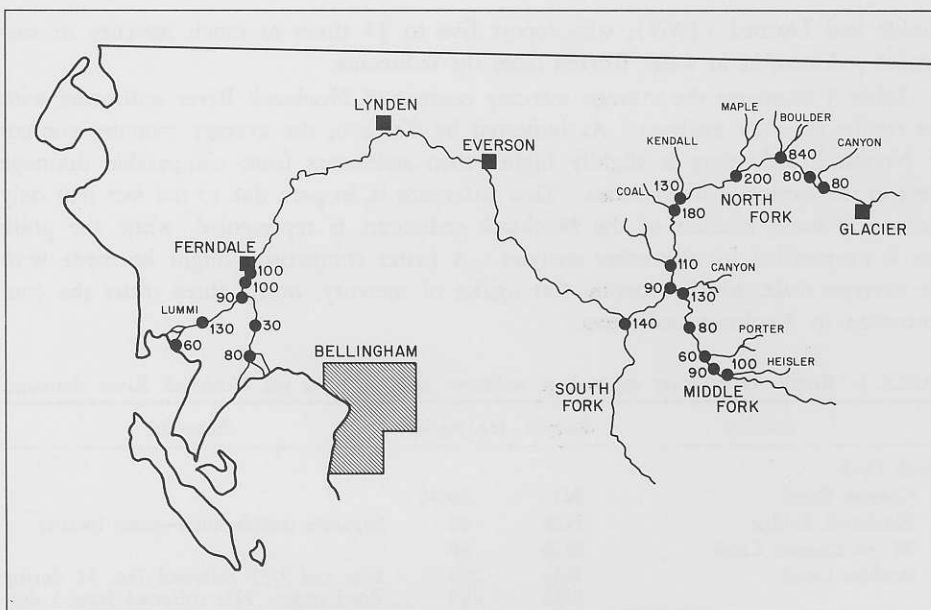 LYNDEN
EVERSON
FERNDALE
100
100
90
LUMMI
130
60
30
80
BELLINGHAM
KENDALL
MAPLE
BOULDER
CANYON
840
80
80
200
NORTH
FORK
GLACIER
COAL
130
180
110
90
CANYON
130
140
80
PORTER
60
90
100
HEISLER
MIDDLE
FORK
SOUTH
FORK